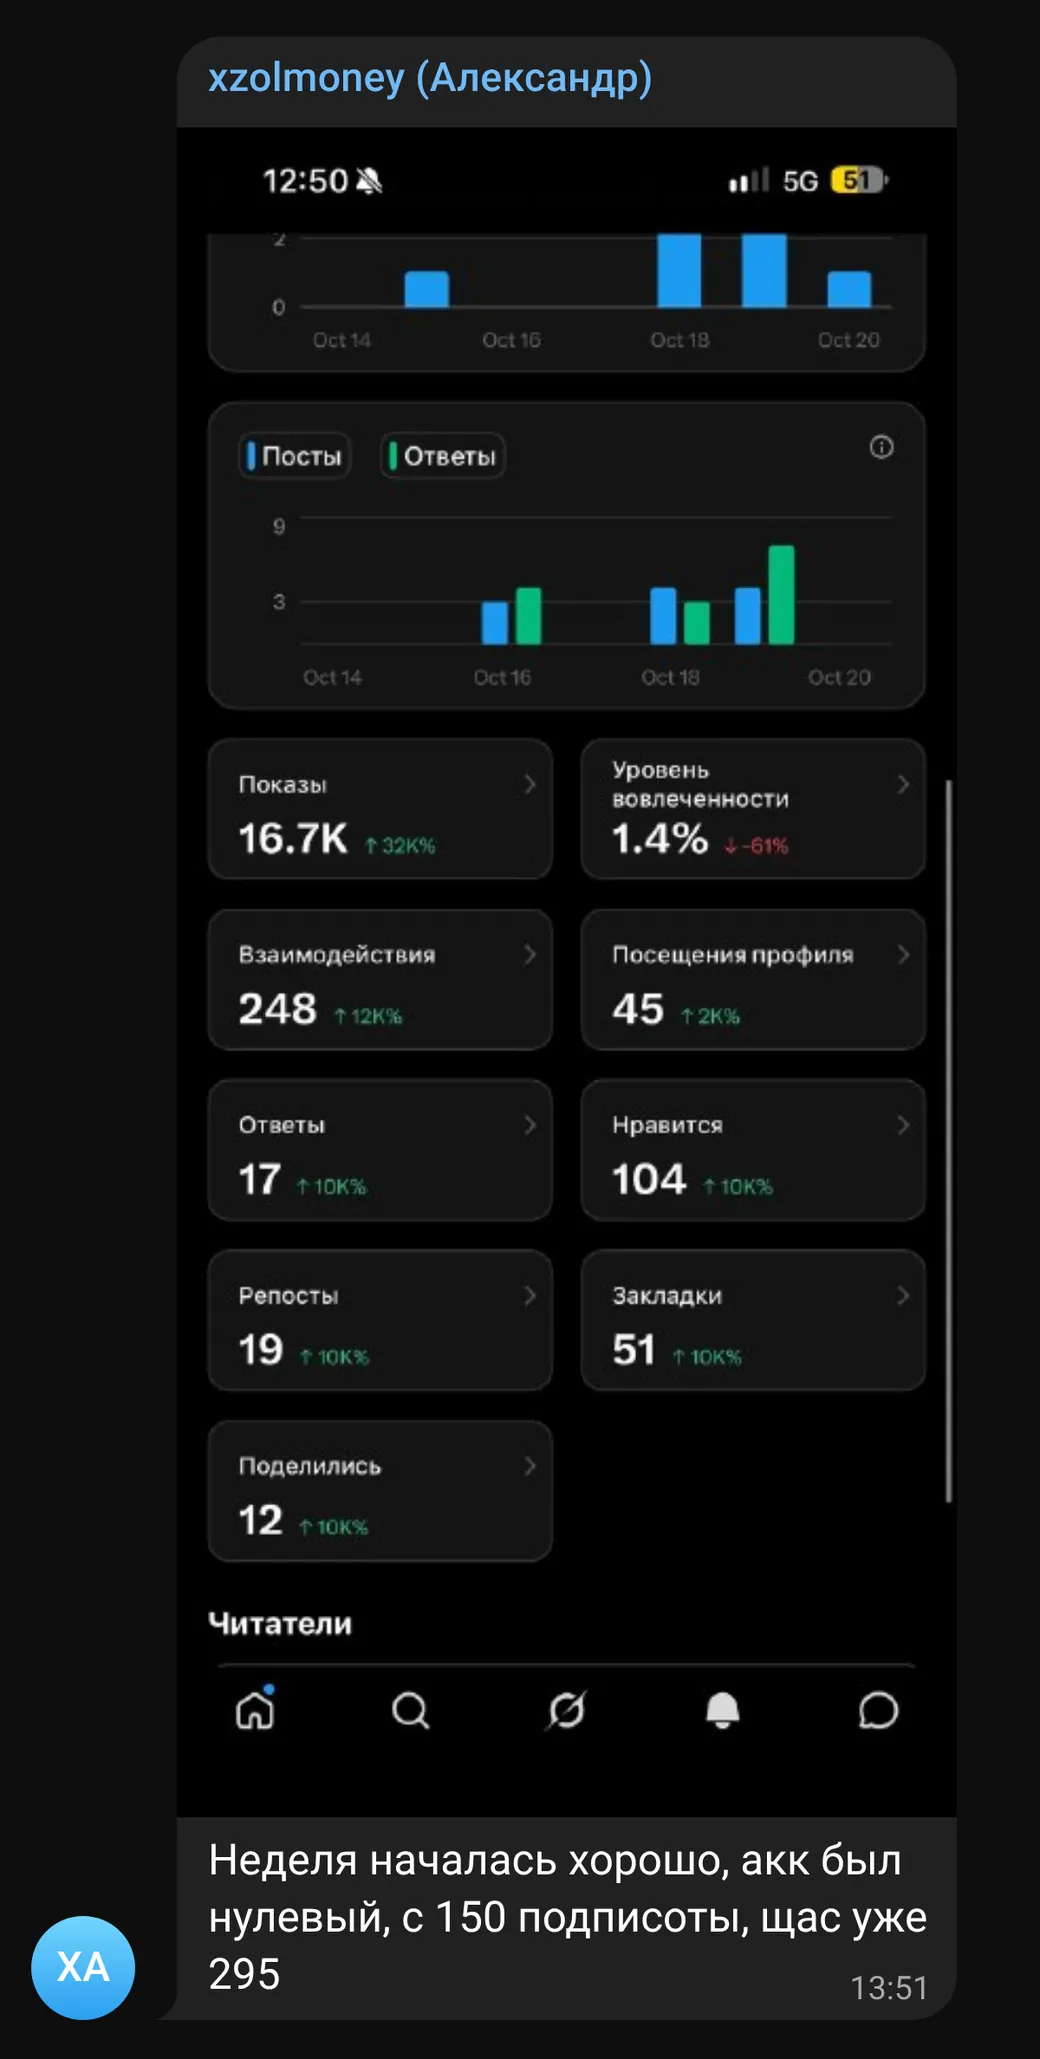 xzolmoney (Александр)
12:50
5G 51
2
0
Oct 14 Oct 16 Oct 18 Oct 20
Посты Ответы
9
3
Oct 14 Oct 16 Oct 18 Oct 20
Показы
16.7K ↑ 32K%
Уровень
вовлеченности
1.4% ↓ -61%
Взаимодействия
248 ↑ 12K%
Посещения профиля
45 ↑ 2K%
Ответы
17 ↑ 10K%
Нравится
104 ↑ 10K%
Репосты
19 ↑ 10K%
Закладки
51 ↑ 10K%
Поделились
12 ↑ 10K%
Читатели
Неделя началась хорошо, акк был
нулевый, с 150 подписоты, щас уже
295
13:51
XA